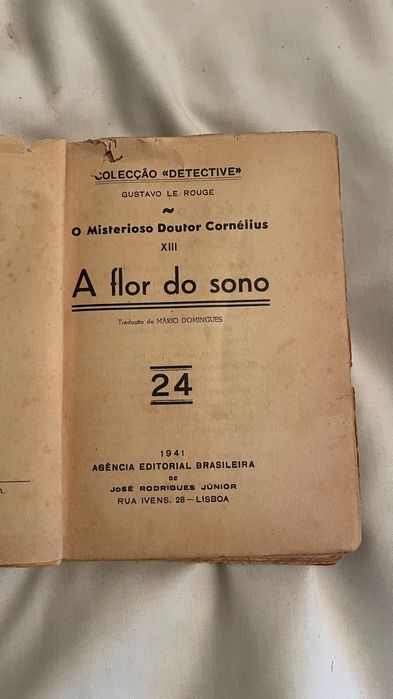 COLECÇÃO «DETECTIVE»
GUSTAVO LE ROUGE
~
O Misterioso Doutor Cornélius
XIII
A flor do sono
Tradução de MÁRIO DOMINGUES
24
1941
AGÊNCIA EDITORIAL BRASILEIRA
DE
JOSÉ RODRIGUES JÚNIOR
RUA IVENS, 28 — LISBOA
A.